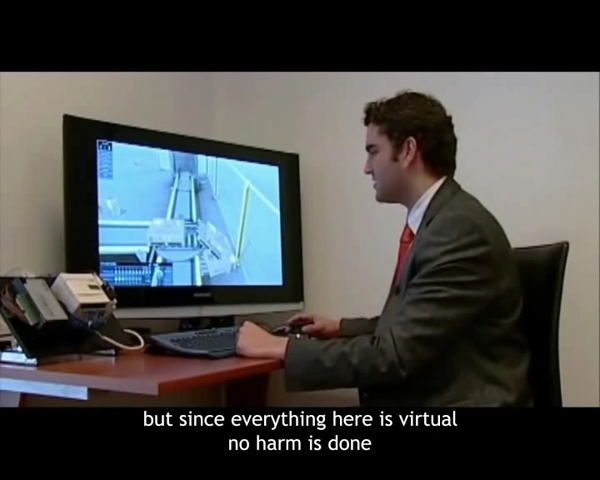 but since everything here is virtual
no harm is done